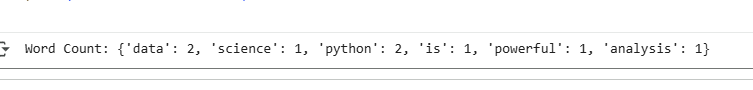 Word Count: {'data': 2, 'science': 1, 'python': 2, 'is': 1, 'powerful': 1, 'analysis': 1}